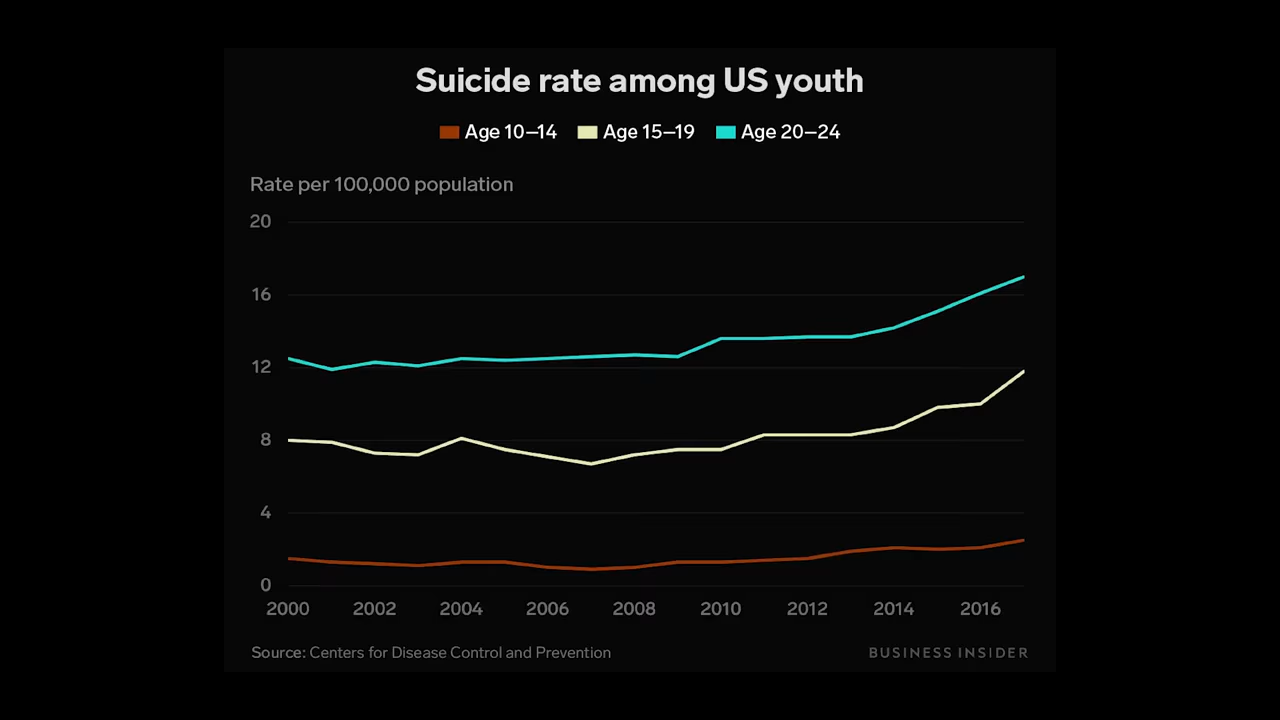 Suicide rate among US youth
Age 10–14 Age 15–19 Age 20–24
Rate per 100,000 population
20
16
12
8
4
0
2000 2002 2004 2006 2008 2010 2012 2014 2016
Source: Centers for Disease Control and Prevention
BUSINESS INSIDER